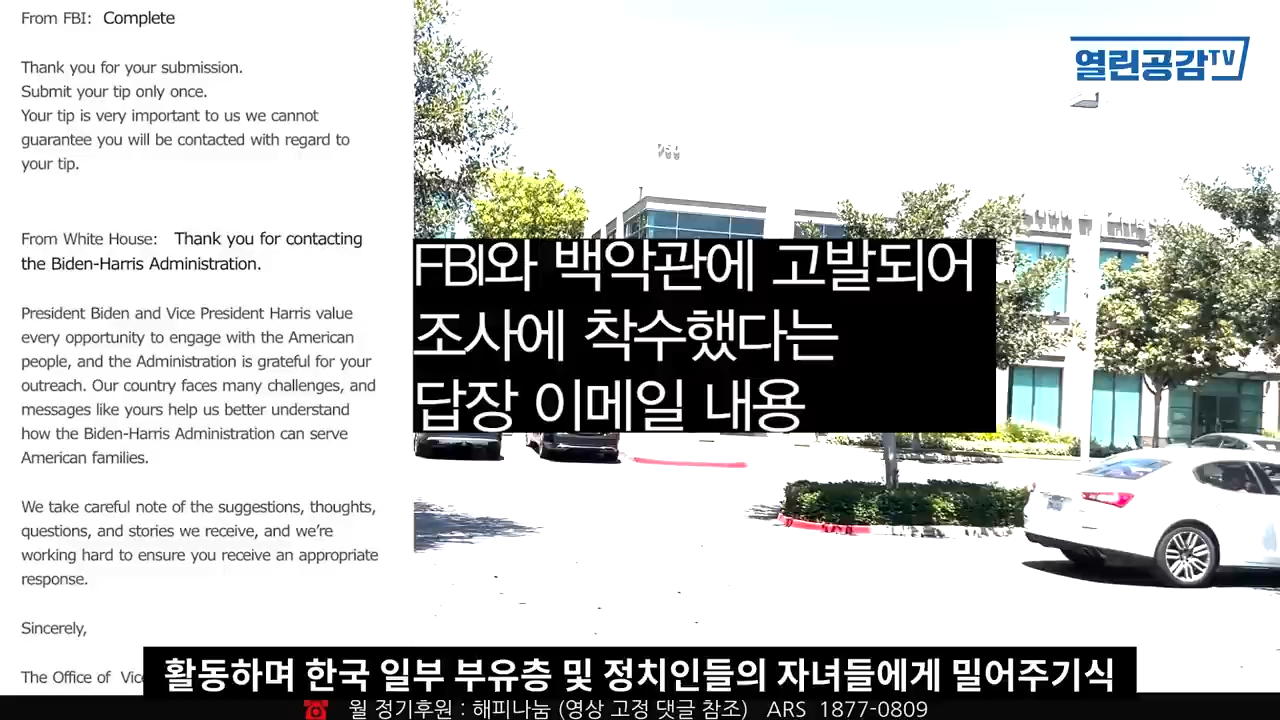 From FBI: Complete
Thank you for your submission.
Submit your tip only once.
Your tip is very important to us we cannot
guarantee you will be contacted with regard to
your tip.
From White House: Thank you for contacting
the Biden-Harris Administration.
President Biden and Vice President Harris value
every opportunity to engage with the American
people, and the Administration is grateful for your
outreach. Our country faces many challenges, and
messages like yours help us better understand
how the Biden-Harris Administration can serve
American families.
We take careful note of the suggestions, thoughts,
questions, and stories we receive, and we're
working hard to ensure you receive an appropriate
response.
Sincerely,
The Office of
열린공감TV
FBI와 백악관에 고발되어
조사에 착수했다는
답장 이메일 내용
활동하며 한국 일부 부유층 및 정치인들의 자녀들에게 밀어주기식
월 정기후원 : 해피나눔 (영상 고정 댓글 참조) ARS 1877-0809